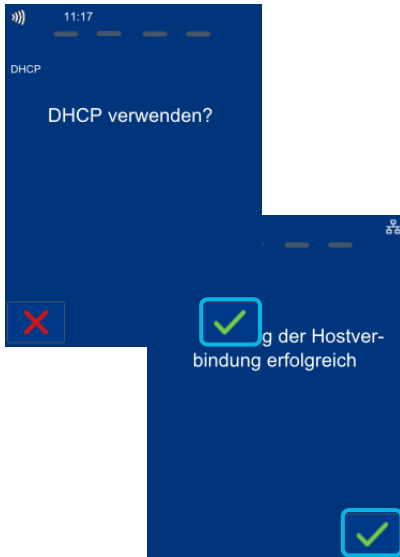 11:17
DHCP
DHCP verwenden?
g der Hostver-
bindung erfolgreich